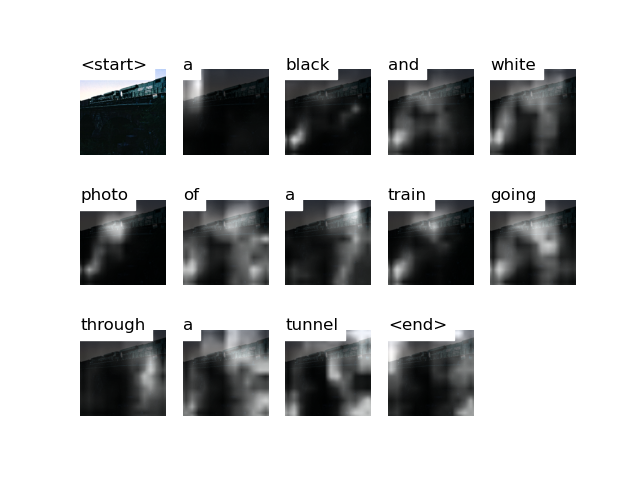 <start> a black and white
photo of a train going
through a tunnel <end>